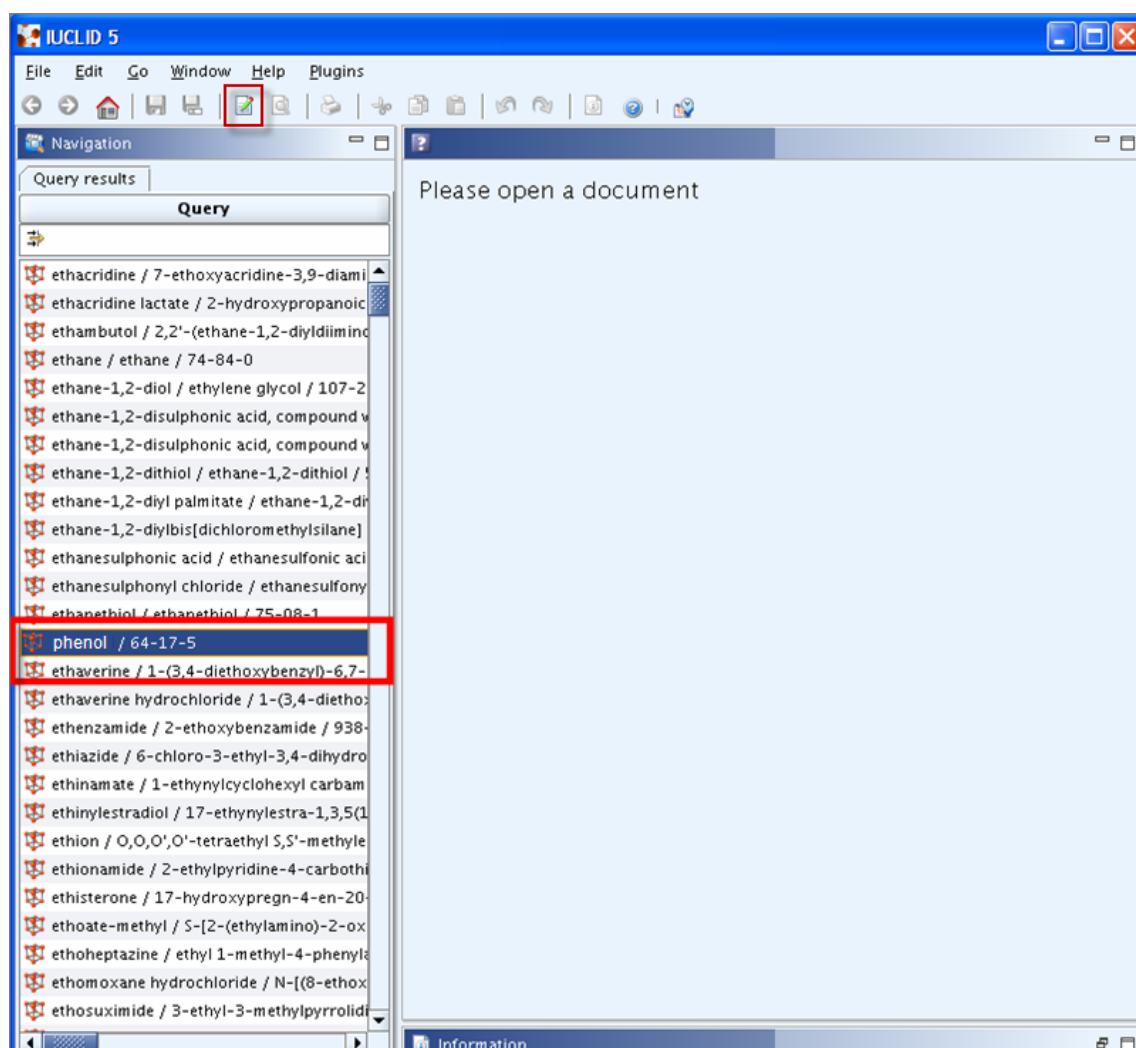 IUCLID 5
File Edit Go Window Help Plugins
Navigation
Query results
Please open a document
Query
ethacridine / 7-ethoxyacridine-3,9-diami
ethacridine lactate / 2-hydroxypropanoic
ethambutol / 2,2'-(ethane-1,2-diyldiimino
ethane / ethane / 74-84-0
ethane-1,2-diol / ethylene glycol / 107-2
ethane-1,2-disulphonic acid, compound w
ethane-1,2-disulphonic acid, compound w
ethane-1,2-dithiol / ethane-1,2-dithiol /
ethane-1,2-diyl palmitate / ethane-1,2-di
ethane-1,2-diylbis[dichloromethylsilane]
ethanesulphonic acid / ethanesulfonic aci
ethanesulphonyl chloride / ethanesulfony
ethanethiol / ethanethiol / 75-08-1
phenol / 64-17-5
ethaverine / 1-(3,4-diethoxybenzyl)-6,7-
ethaverine hydrochloride / 1-(3,4-dietho
ethenzamide / 2-ethoxybenzamide / 938-
ethiazide / 6-chloro-3-ethyl-3,4-dihydro
ethinamate / 1-ethynylcyclohexyl carbam
ethinylestradiol / 17-ethynylestra-1,3,5(1
ethion / O,O,O',O'-tetraethyl S,S'-methyle
ethionamide / 2-ethylpyridine-4-carbothi
ethisterone / 17-hydroxypregn-4-en-20-
ethoate-methyl / S-[2-(ethylamino)-2-ox
ethoheptazine / ethyl 1-methyl-4-phenyla
ethomoxane hydrochloride / N-[(8-ethox
ethosuximide / 3-ethyl-3-methylpyrrolidi
Information